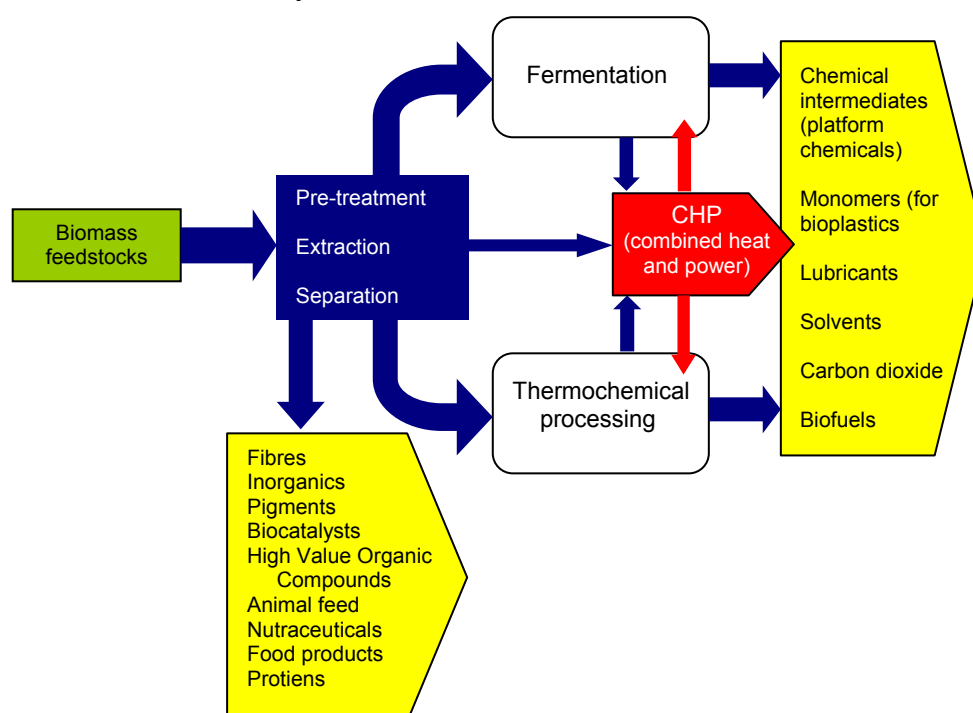 Fermentation
Chemical
intermediates
(platform
chemicals)
Monomers (for
bioplastics
Lubricants
Solvents
Carbon dioxide
Biofuels
Pre-treatment
Extraction
Separation
Biomass
feedstocks
CHP
(combined heat
and power)
Thermochemical
processing
Fibres
Inorganics
Pigments
Biocatalysts
High Value Organic
Compounds
Animal feed
Nutraceuticals
Food products
Protiens